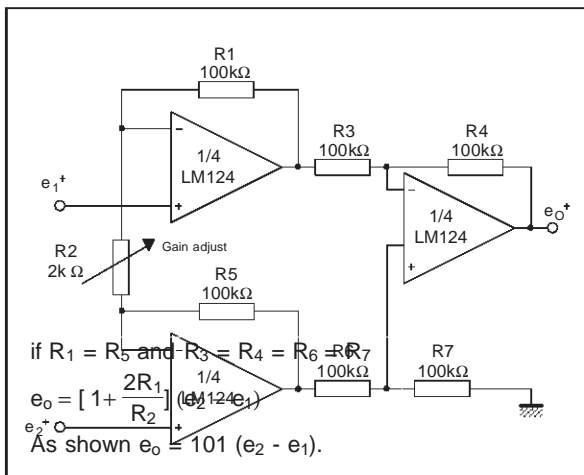 R1
100kΩ
R3
100kΩ
R4
100kΩ
1/4
LM124
e1+
1/4
LM124
eO+
R2
2k Ω
Gain adjust
R5
100kΩ
if R1 = R5 and R3 = R4 = R6 = R7
R6
100kΩ
R7
100kΩ
1/4
LM124
eo = [ 1+ 2R1/R2 ] (e2 - e1)
e2+
As shown eo = 101 (e2 - e1).